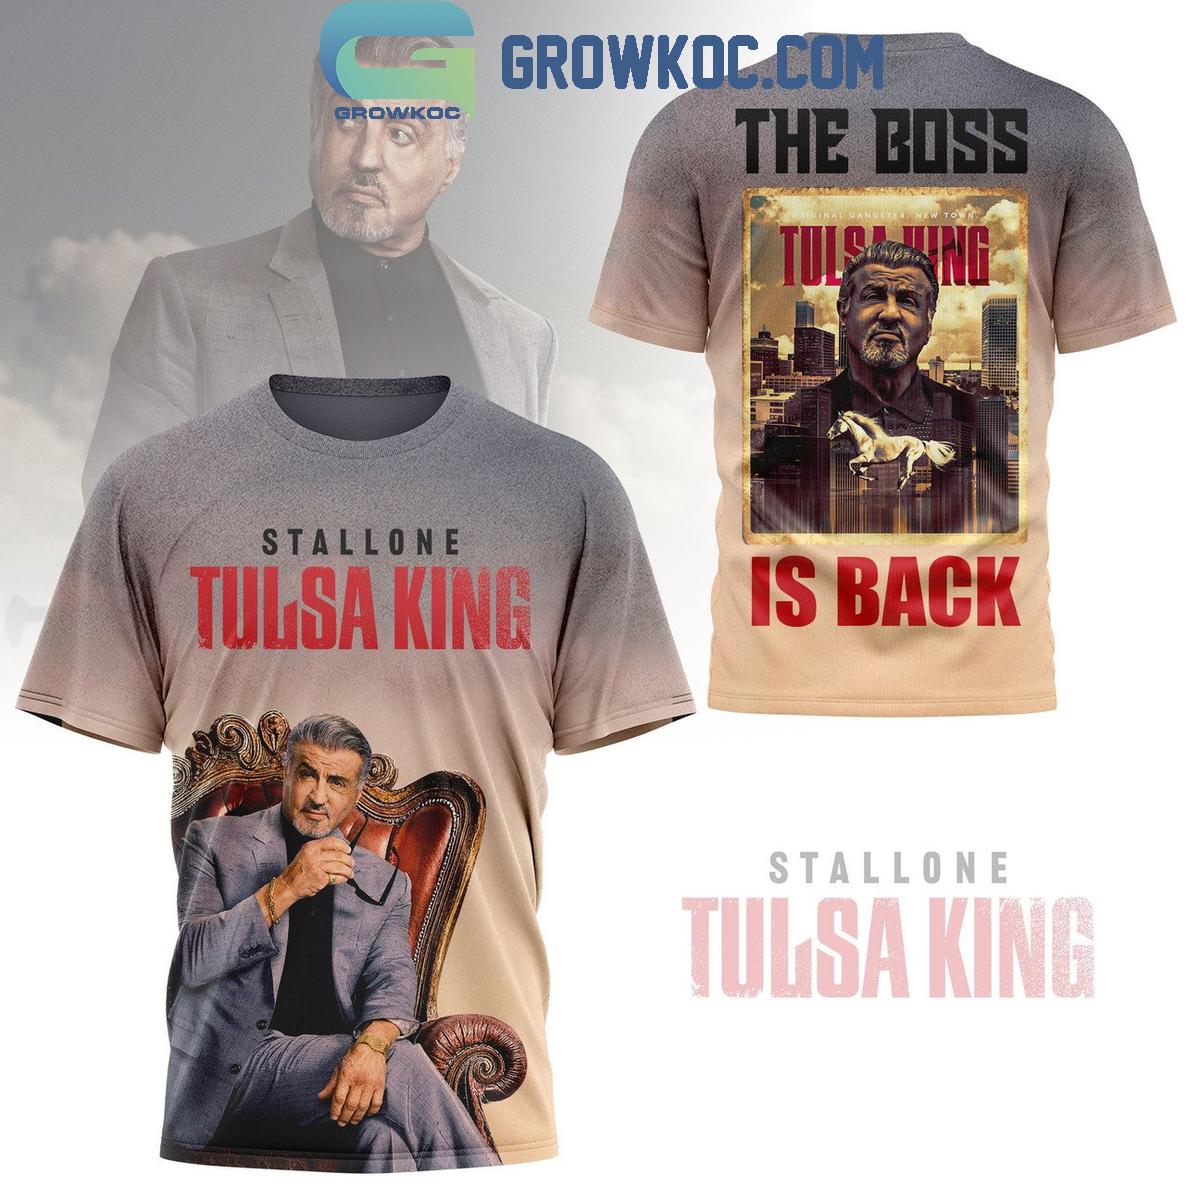 GROWKOC
GROWKOC.COM
THE BOSS
ORIGINAL GANGSTER. NEW TOWN.
TULSA KING
IS BACK
STALLONE
TULSA KING
STALLONE
TULSA KING